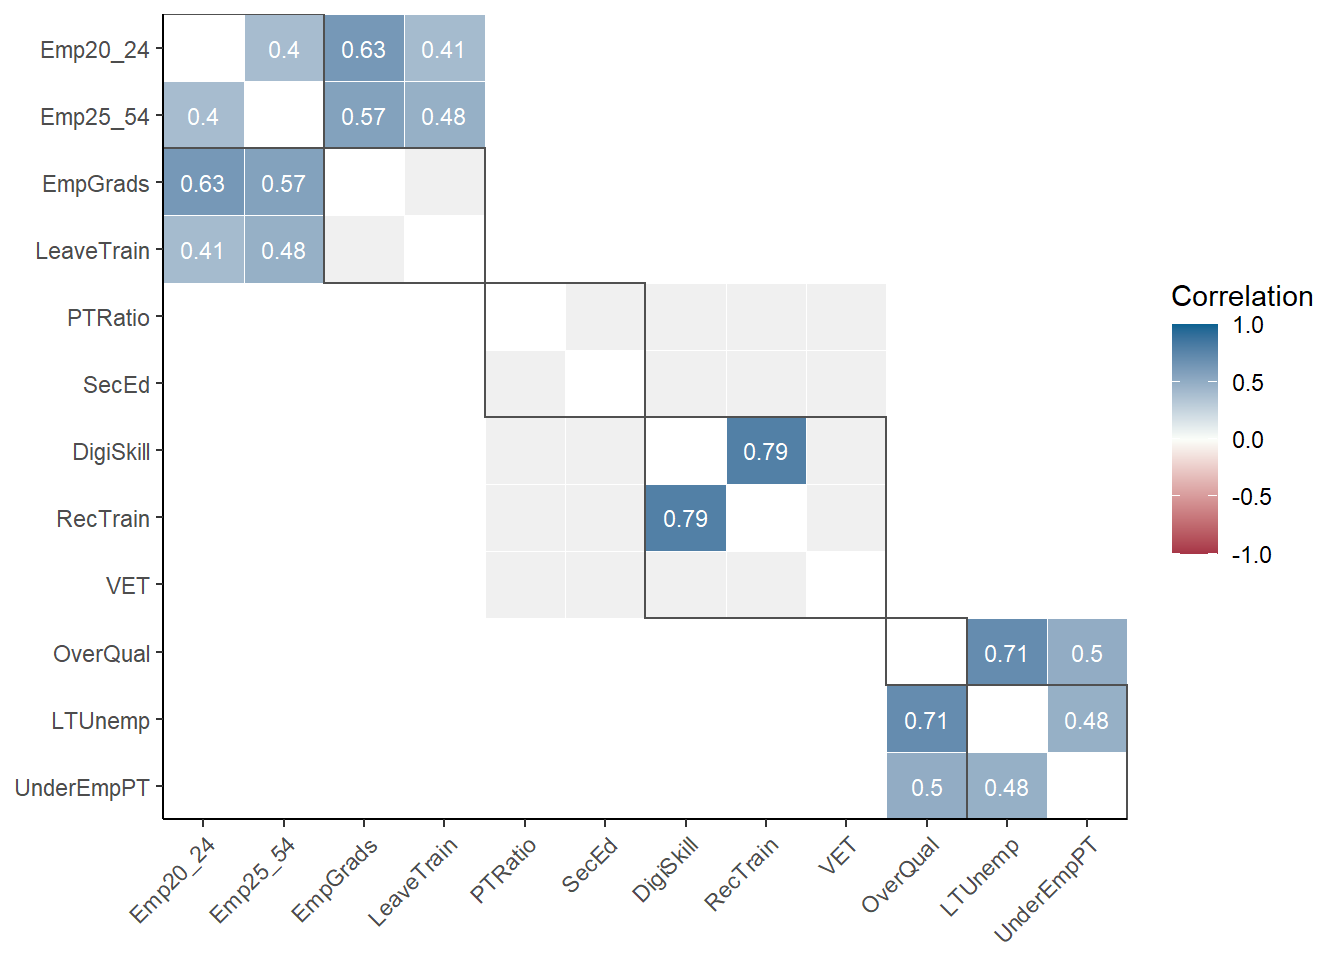 Emp20_24 0.4 0.63 0.41
Emp25_54 0.4 0.57 0.48
EmpGrads 0.63 0.57
LeaveTrain 0.41 0.48
PTRatio
SecEd
DigiSkill 0.79
RecTrain 0.79
VET
OverQual 0.71 0.5
LTUnemp 0.71 0.48
UnderEmpPT 0.5 0.48
Emp20_24 Emp25_54 EmpGrads LeaveTrain PTRatio SecEd DigiSkill RecTrain VET OverQual LTUnemp UnderEmpPT
Correlation
1.0
0.5
0.0
-0.5
-1.0